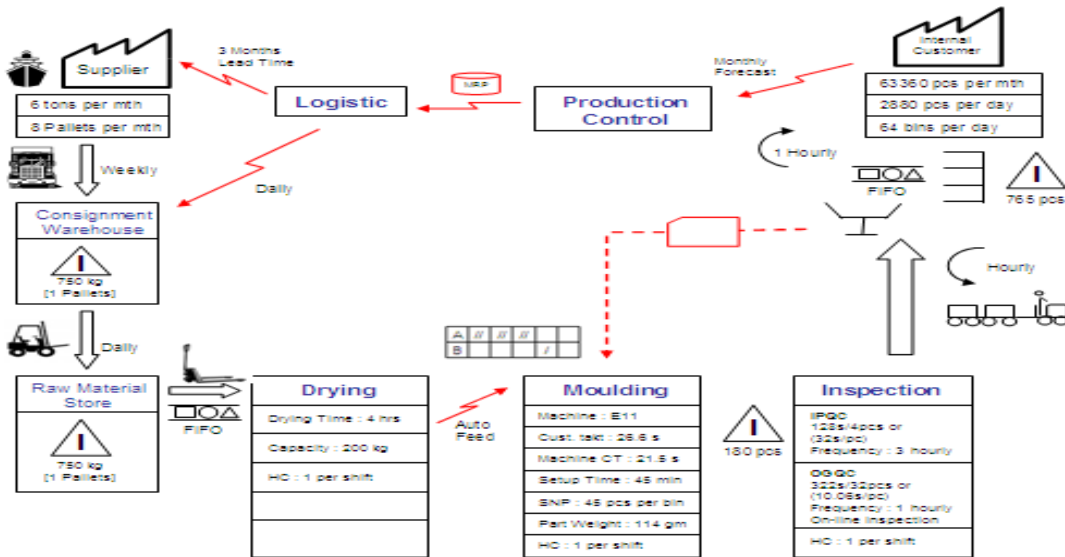 Supplier
6 tons per mth
8 Pallets per mth
3 Months
Lead Time
Logistic
MRP
Production
Control
Monthly
Forecast
Internal
Customer
63360 pcs per mth
2880 pcs per day
64 bins per day
Weekly
Daily
1 Hourly
FIFO
I
765 pcs
Consignment
Warehouse
I
750 kg
[1 Pallets]
Hourly
Daily
A // // //
B /
Raw Material
Store
I
750 kg
[1 Pallets]
FIFO
Drying
Drying Time : 4 hrs
Capacity : 200 kg
HC : 1 per shift
Auto
Feed
Moulding
Machine : E11
Cust. takt : 26.6 s
Machine CT : 21.5 s
Setup Time : 45 min
SNP : 45 pcs per bin
Part Weight : 114 gm
HC : 1 per shift
I
180 pcs
Inspection
IPQC
128s/4pcs or
(32s/pc)
Frequency : 3 hourly
OGQC
322s/32pcs or
(10.06s/pc)
Frequency : 1 hourly
On-line Inspection
HC : 1 per shift